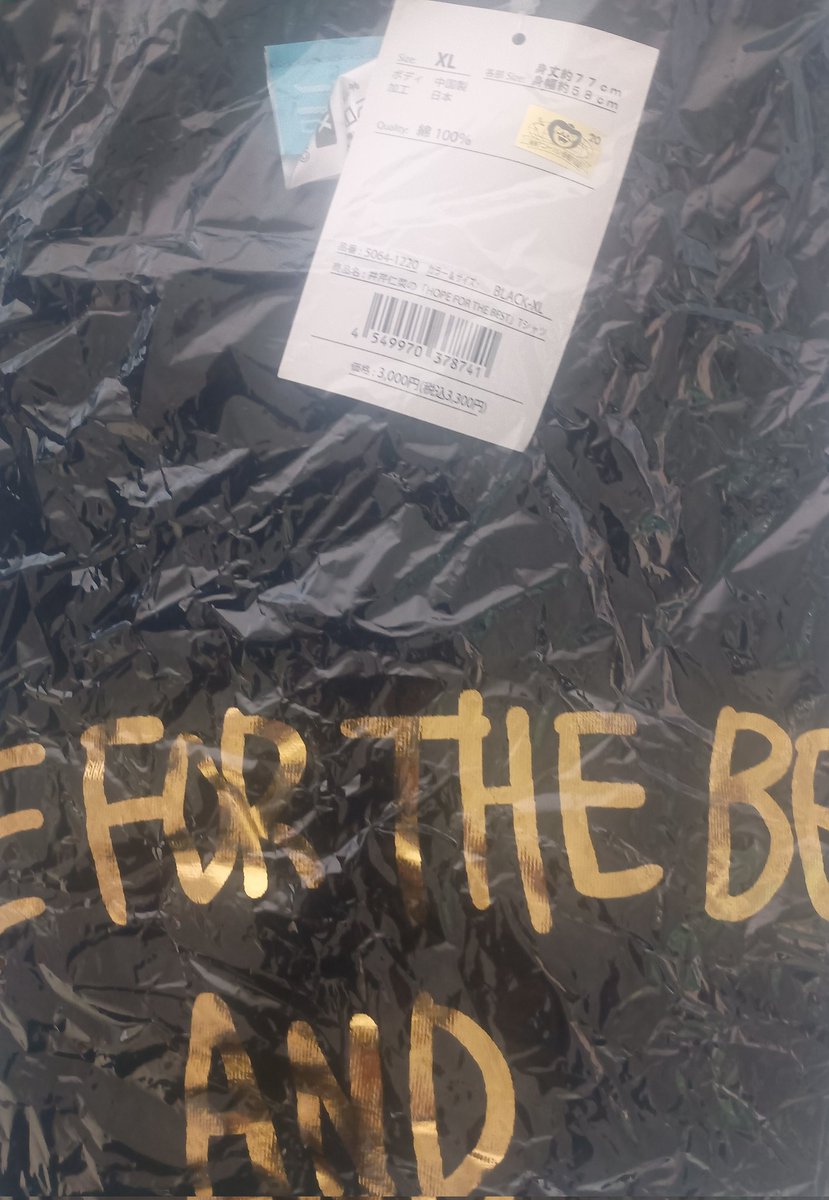 Size: XL
ボディ 中国製
加工 日本
各部 Size: 身丈約77cm
身幅約58cm
Quality: 綿 100%
20
品番 : 5064-1220 カラー&サイズ : BLACK-XL
商品名 : 井芹仁菜の「HOPE FOR THE BEST」Tシャツ
4 549970 378741
価格 : 3,000円(税込3,300円)
E FOR THE BE
AND